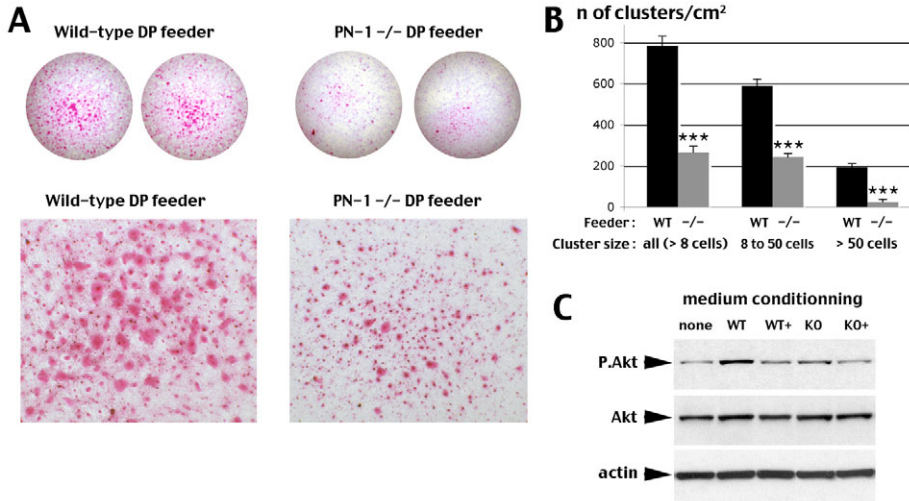 A
Wild-type DP feeder
PN-1 -/- DP feeder
Wild-type DP feeder
PN-1 -/- DP feeder
B
n of clusters/cm²
800
600
400
200
0
***
***
***
Feeder : WT -/- WT -/- WT -/-
Cluster size : all (> 8 cells) 8 to 50 cells > 50 cells
C
medium conditionning
none WT WT+ KO KO+
P.Akt
Akt
actin